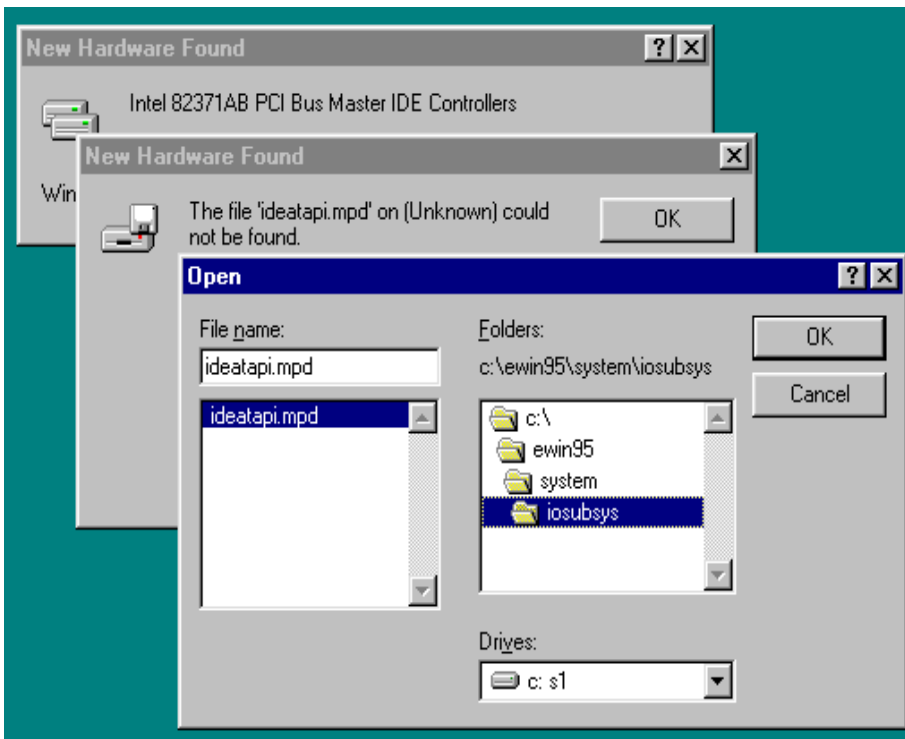 New Hardware Found
Intel 82371AB PCI Bus Master IDE Controllers
Win
New Hardware Found
The file 'ideatapi.mpd' on (Unknown) could
not be found.
OK
Open
File name:
ideatapi.mpd
ideatapi.mpd
Folders:
c:\ewin95\system\iosubsys
c:\
ewin95
system
iosubsys
Drives:
c: s1
OK
Cancel